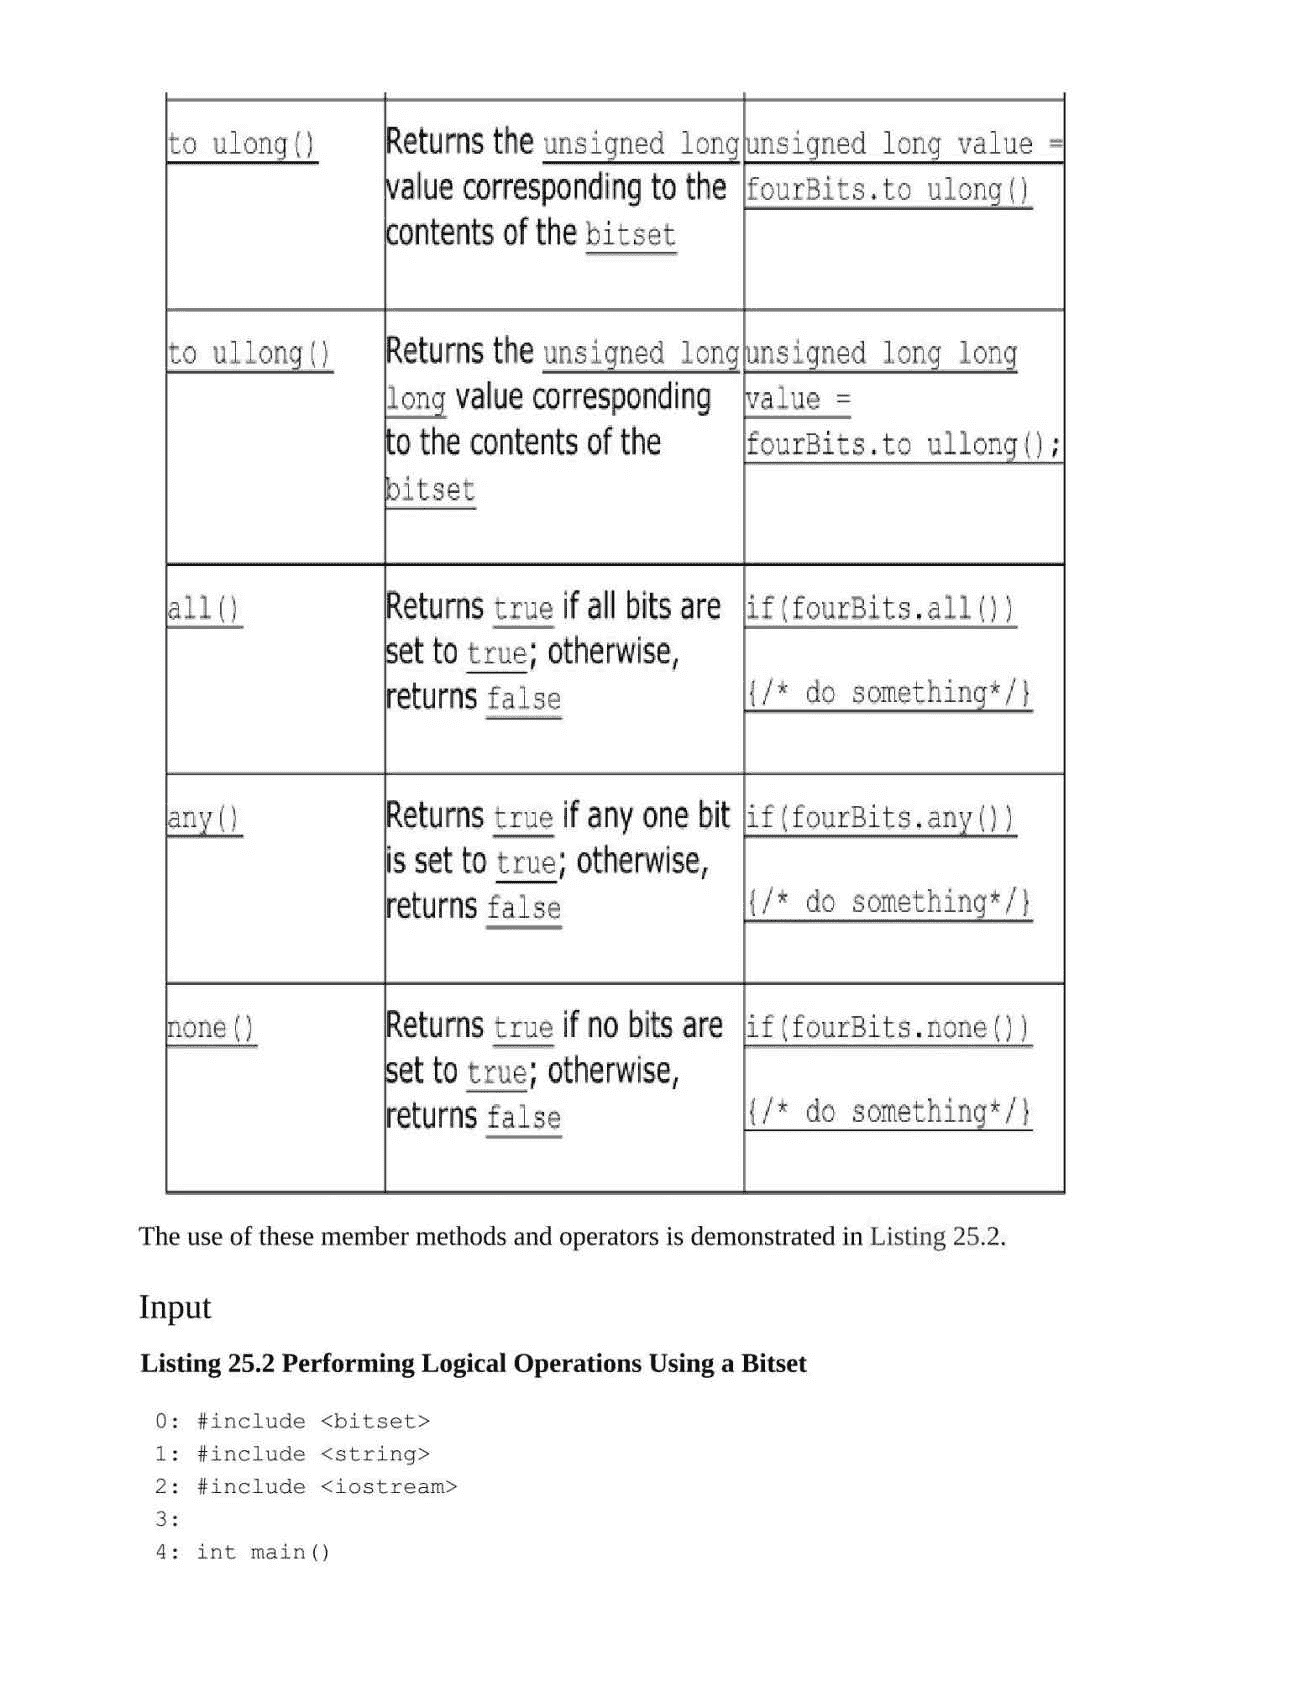 to ulong()
Returns the unsigned long
value corresponding to the
contents of the bitset
unsigned long value =
fourBits.to ulong()
to ullong()
Returns the unsigned long
long value corresponding
to the contents of the
bitset
unsigned long long
value =
fourBits.to ullong();
all()
Returns true if all bits are
set to true; otherwise,
returns false
if(fourBits.all())
{/* do something*/}
any()
Returns true if any one bit
is set to true; otherwise,
returns false
if(fourBits.any())
{/* do something*/}
none()
Returns true if no bits are
set to true; otherwise,
returns false
if(fourBits.none())
{/* do something*/}
The use of these member methods and operators is demonstrated in Listing 25.2.
Input
Listing 25.2 Performing Logical Operations Using a Bitset
0: #include <bitset>
1: #include <string>
2: #include <iostream>
3:
4: int main()